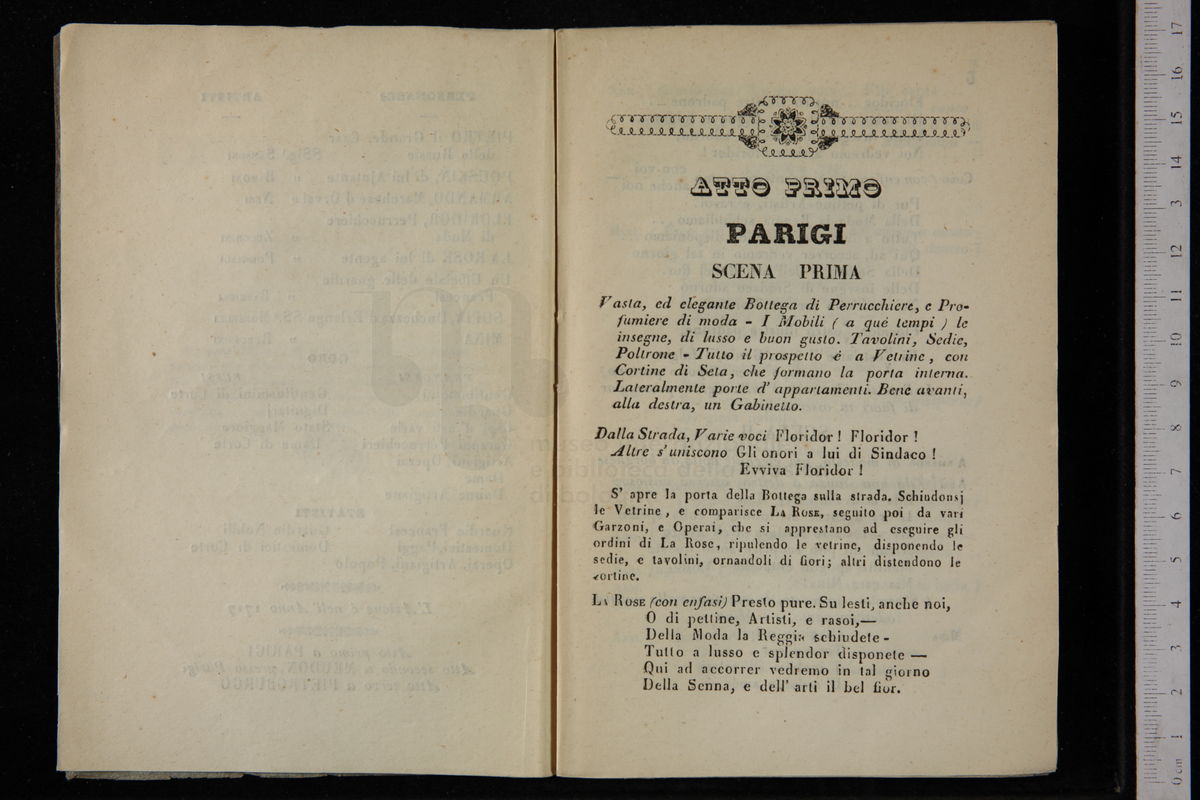 ATTO PRIMO
PARIGI
SCENA PRIMA
Vasta, ed elegante Bottega di Perrucchiere, e Pro-
fumiere di moda - I Mobili ( a qué tempi ) le
insegne, di lusso e buon gusto. Tavolini, Sedie,
Poltrone - Tutto il prospetto é a Vetrine, con
Cortine di Seta, che formano la porta interna.
Lateralmente porte d' appartamenti. Bene avanti,
alla destra, un Gabinetto.
Dalla Strada, Varie voci Floridor ! Floridor !
Altre s' uniscono Gli onori a lui di Sindaco !
Evviva Floridor !
S' apre la porta della Bottega sulla strada. Schiudonsj
le Vetrine, e comparisce LA ROSE, seguito poi da vari
Garzoni, e Operai, che si apprestano ad eseguire gli
ordini di La Rose, ripulendo le vetrine, disponendo le
sedie, e tavolini, ornandoli di fiori; altri distendono le
cortine.
LA ROSE (con enfasi) Presto pure. Su lesti, anche noi,
O di pettine, Artisti, e rasoi,—
Della Moda la Reggia schiudete -
Tutto a lusso e splendor disponete —
Qui ad accorrer vedremo in tal giorno
Della Senna, e dell' arti il bel fior.